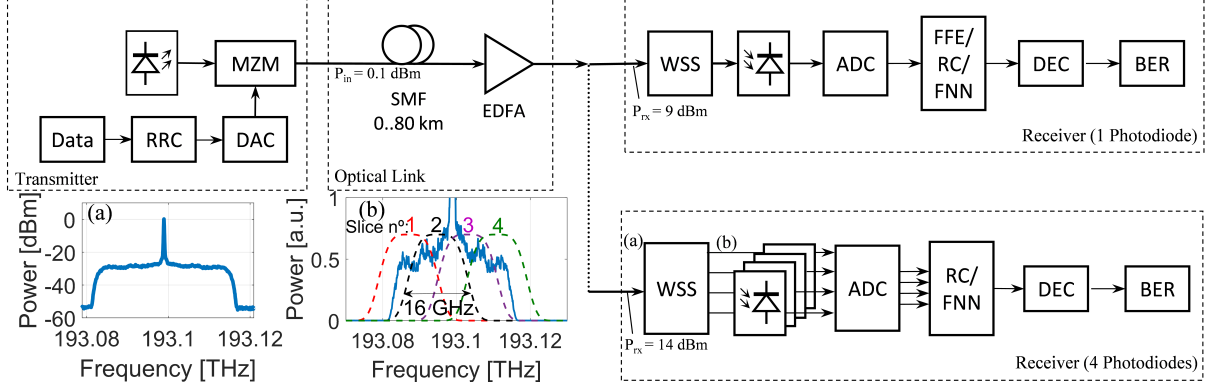 MZM
Data
RRC
DAC
Transmitter
P_in = 0.1 dBm
SMF
0..80 km
EDFA
Optical Link
WSS
P_rx = 9 dBm
ADC
FFE/
RC/
FNN
DEC
BER
Receiver (1 Photodiode)
(a)
Power [dBm]
0
-20
-40
-60
193.08
193.1
193.12
Frequency [THz]
(b)
Slice nº:
1
2
3
4
Power [a.u.]
1
0.5
0
16 GHz
193.08
193.1
193.12
Frequency [THz]
(a)
WSS
(b)
P_rx = 14 dBm
ADC
RC/
FNN
DEC
BER
Receiver (4 Photodiodes)